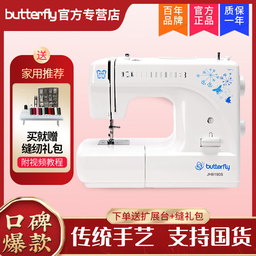 butterfly官方专营店
百年品牌
官方正品
质保一年
送
家用推荐
买就赠
缝纫礼包
附视频教程
butterfly
下单送扩展台+缝礼包
口碑爆款
传统手艺 支持国货